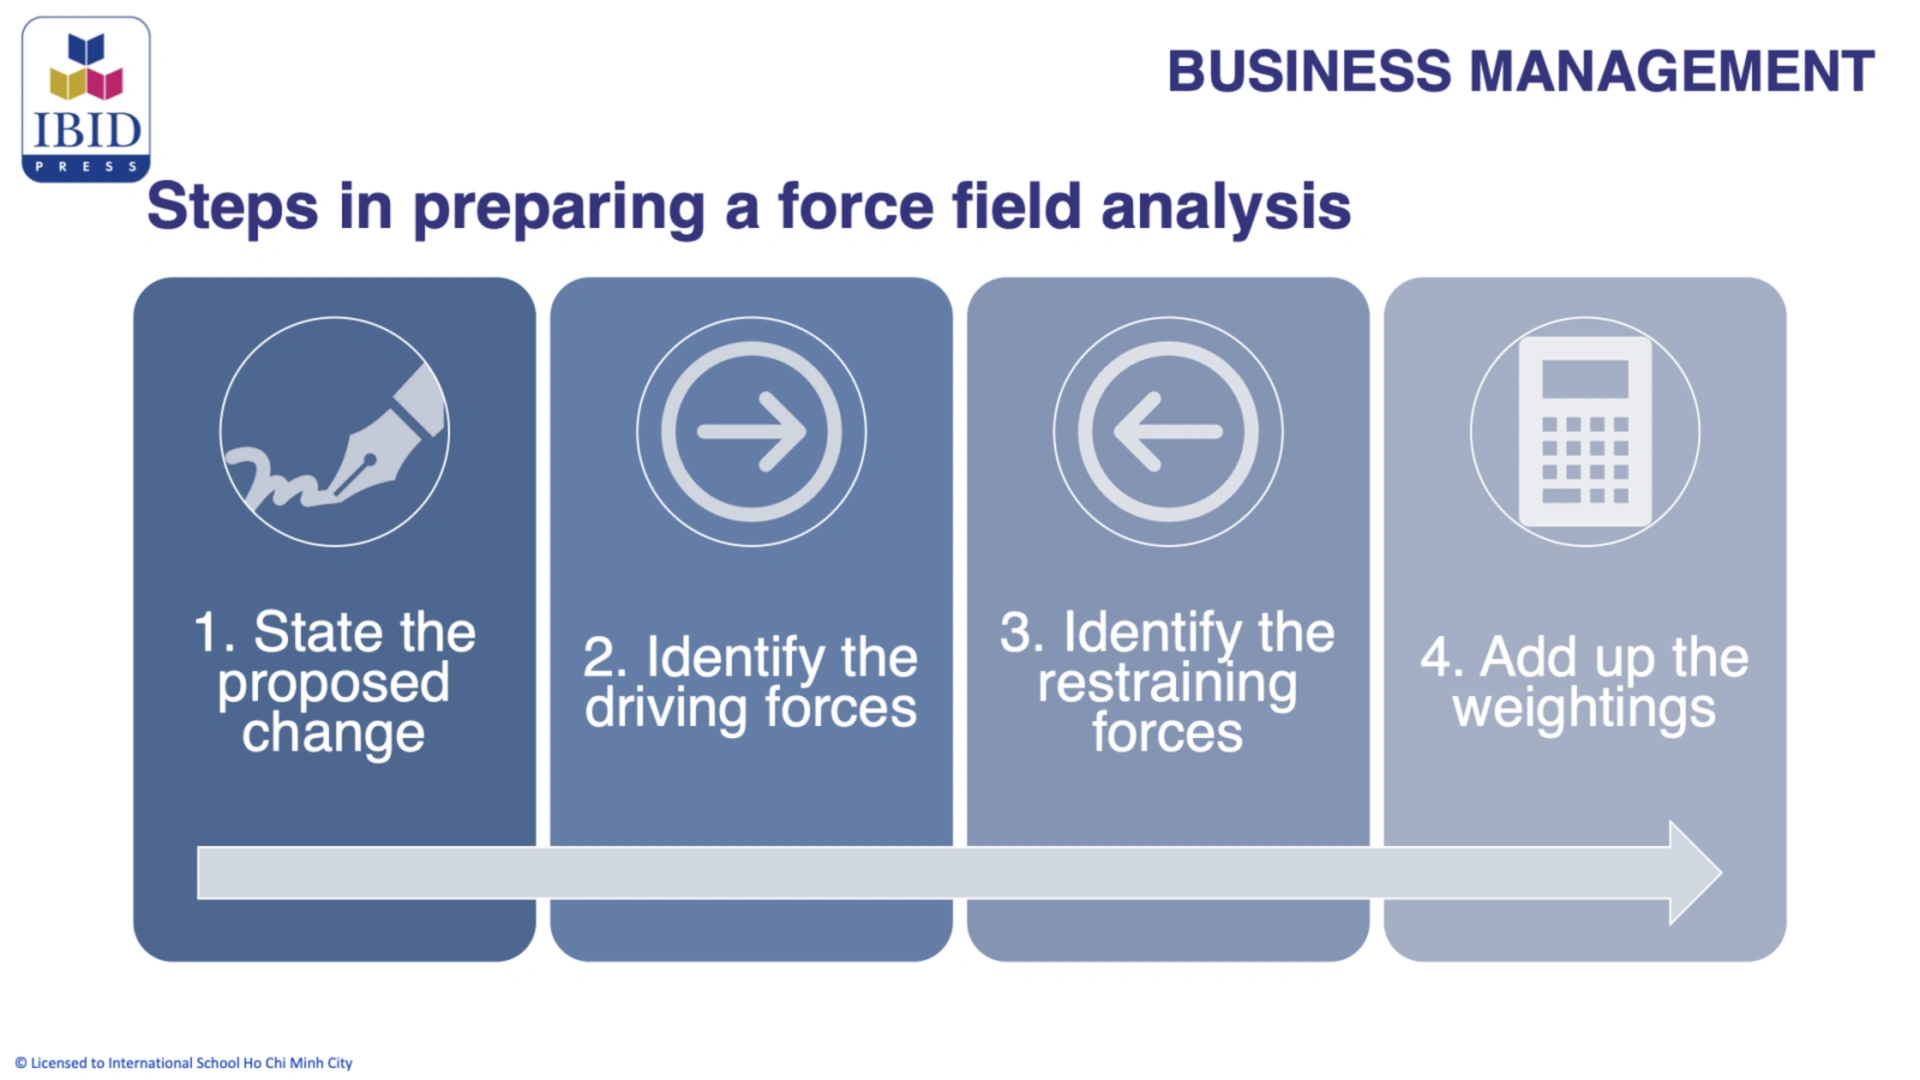 IBID
PRESS
BUSINESS MANAGEMENT
Steps in preparing a force field analysis
1. State the
proposed
change
2. Identify the
driving forces
3. Identify the
restraining
forces
4. Add up the
weightings
© Licensed to International School Ho Chi Minh City